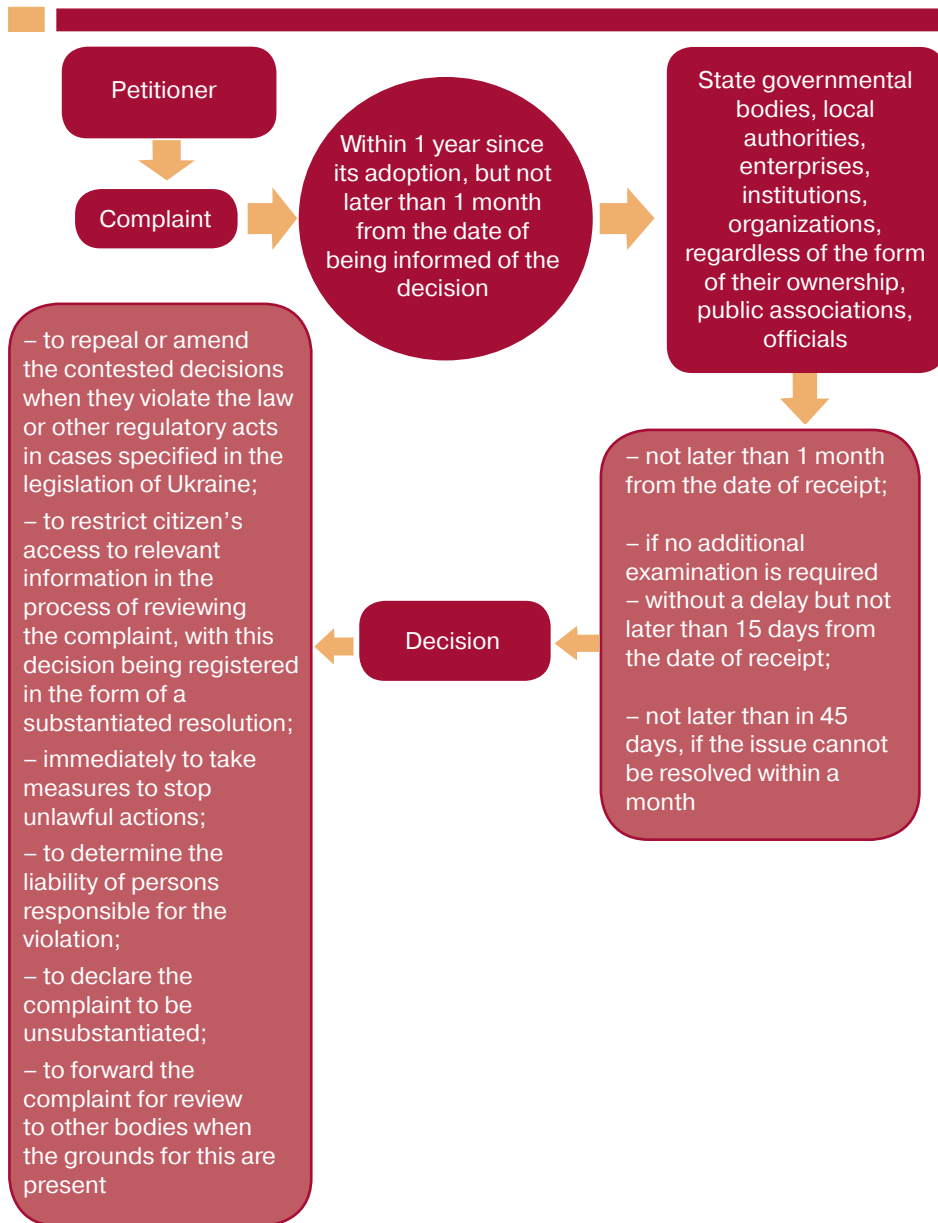 Petitioner
Complaint
Within 1 year since
its adoption, but not
later than 1 month
from the date of
being informed of the
decision
State governmental
bodies, local
authorities,
enterprises,
institutions,
organizations,
regardless of the form
of their ownership,
public associations,
officials
– not later than 1 month
from the date of receipt;
– if no additional
examination is required
– without a delay but not
later than 15 days from
the date of receipt;
– not later than in 45
days, if the issue cannot
be resolved within a
month
Decision
– to repeal or amend
the contested decisions
when they violate the law
or other regulatory acts
in cases specified in the
legislation of Ukraine;
– to restrict citizen’s
access to relevant
information in the
process of reviewing
the complaint, with this
decision being registered
in the form of a
substantiated resolution;
– immediately to take
measures to stop
unlawful actions;
– to determine the
liability of persons
responsible for the
violation;
– to declare the
complaint to be
unsubstantiated;
– to forward the
complaint for review
to other bodies when
the grounds for this are
present